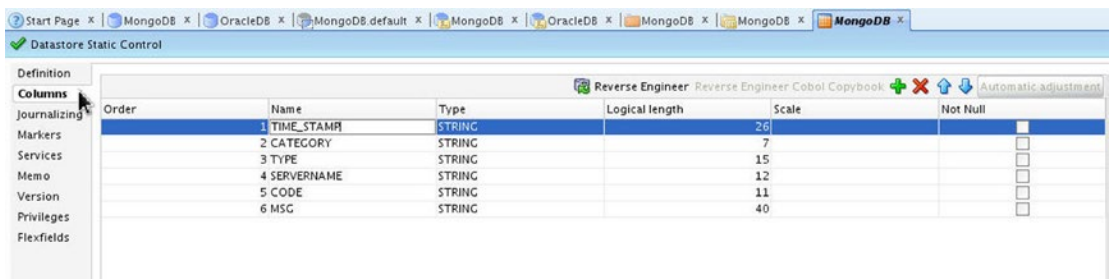 Start Page x MongoDB x OracleDB x MongoDB.default x MongoDB x OracleDB x MongoDB x MongoDB x MongoDB x
Datastore Static Control
Definition
Columns
Journalizing
Markers
Services
Memo
Version
Privileges
Flexfields
Reverse Engineer Reverse Engineer Cobol Copybook Automatic adjustment
Order Name Type Logical length Scale Not Null
1 TIME_STAMP STRING 26
2 CATEGORY STRING 7
3 TYPE STRING 15
4 SERVERNAME STRING 12
5 CODE STRING 11
6 MSG STRING 40